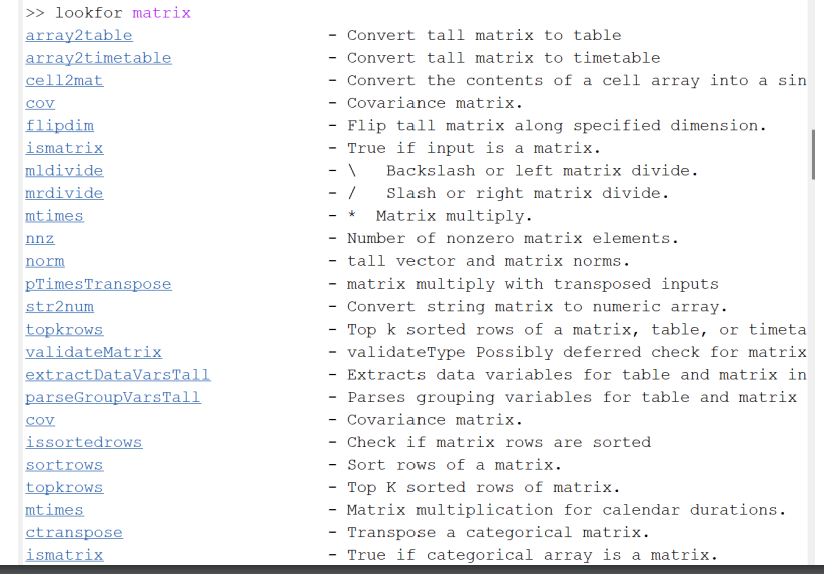 >> lookfor matrix
array2table - Convert tall matrix to table
array2timetable - Convert tall matrix to timetable
cell2mat - Convert the contents of a cell array into a sin
cov - Covariance matrix.
flipdim - Flip tall matrix along specified dimension.
ismatrix - True if input is a matrix.
mldivide - \ Backslash or left matrix divide.
mrdivide - / Slash or right matrix divide.
mtimes - * Matrix multiply.
nnz - Number of nonzero matrix elements.
norm - tall vector and matrix norms.
pTimesTranspose - matrix multiply with transposed inputs
str2num - Convert string matrix to numeric array.
topkrows - Top k sorted rows of a matrix, table, or timeta
validateMatrix - validateType Possibly deferred check for matrix
extractDataVarsTall - Extracts data variables for table and matrix in
parseGroupVarsTall - Parses grouping variables for table and matrix
cov - Covariance matrix.
issortedrows - Check if matrix rows are sorted
sortrows - Sort rows of a matrix.
topkrows - Top K sorted rows of matrix.
mtimes - Matrix multiplication for calendar durations.
ctranspose - Transpose a categorical matrix.
ismatrix - True if categorical array is a matrix.